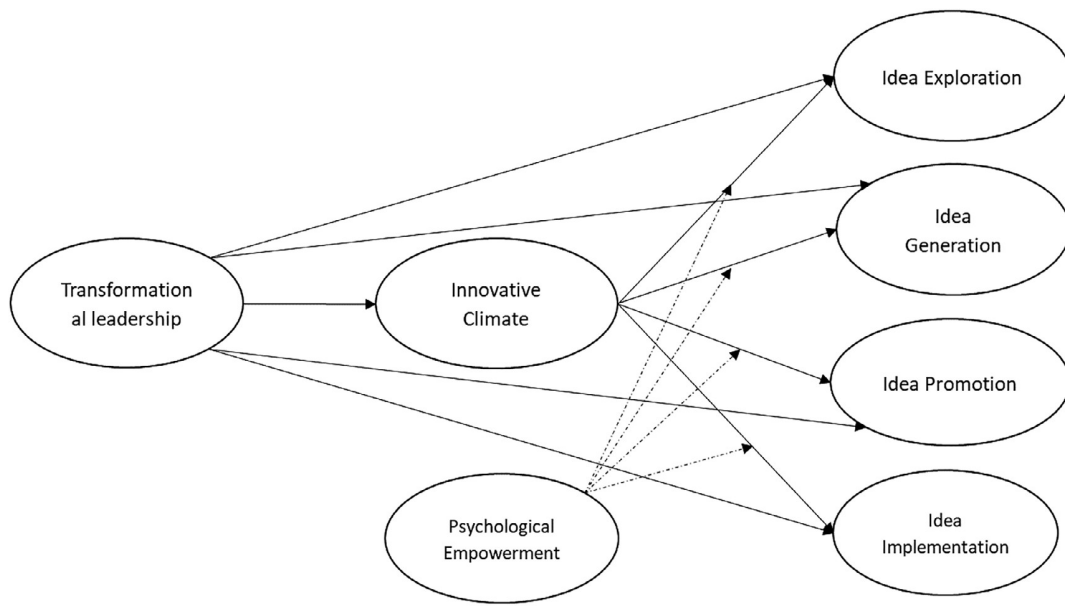 Idea Exploration
Idea
Generation
Transformation
al leadership
Innovative
Climate
Idea Promotion
Psychological
Empowerment
Idea
Implementation